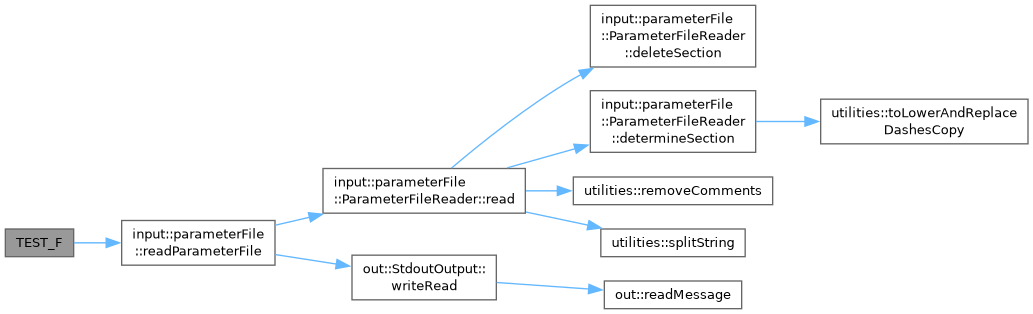 TEST_F
input::parameterFile
::readParameterFile
input::parameterFile
::ParameterFileReader::read
out::StdoutOutput::
writeRead
input::parameterFile
::ParameterFileReader
::deleteSection
input::parameterFile
::ParameterFileReader
::determineSection
utilities::removeComments
utilities::splitString
out::readMessage
utilities::toLowerAndReplace
DashesCopy